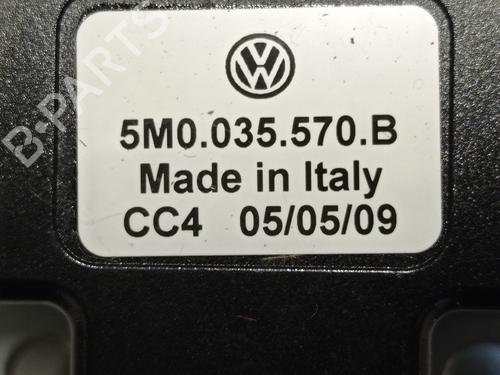 5M0.035.570.B
Made in Italy
CC4 05/05/09
B-PARTS